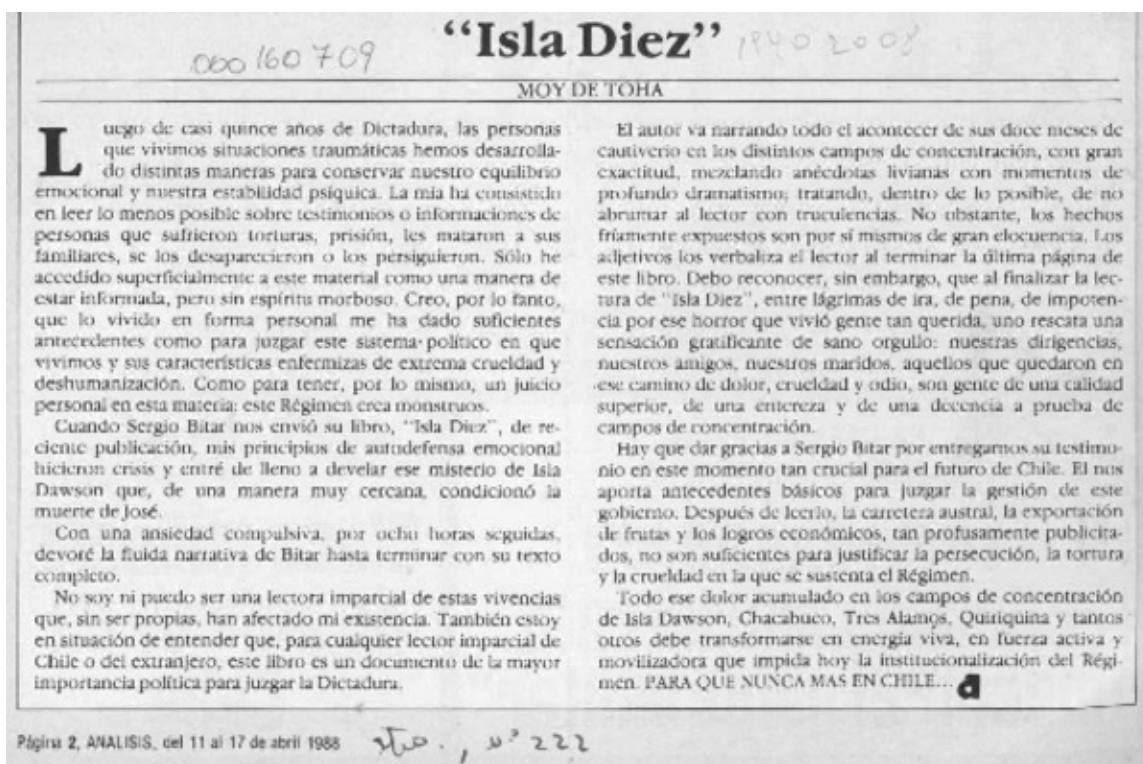 “Isla Diez”
000160709
1940 2008
MOY DE TOHA
Luego de casi quince años de Dictadura, las personas
que vivimos situaciones traumáticas hemos desarrolla-
do distintas maneras para conservar nuestro equilibrio
emocional y nuestra estabilidad psíquica. La mía ha consistido
en leer lo menos posible sobre testimonios o informaciones de
personas que sufrieron torturas, prisión, les mataron a sus
familiares, se los desaparecieron o los persiguieron. Sólo he
accedido superficialmente a este material como una manera de
estar informada, pero sin espíritu morboso. Creo, por lo tanto,
que lo vivido en forma personal me ha dado suficientes
antecedentes como para juzgar este sistema político en que
vivimos y sus características enfermizas de extrema crueldad y
deshumanización. Como para tener, por lo mismo, un juicio
personal en esta materia: este Régimen crea monstruos.
Cuando Sergio Bitar nos envió su libro, “Isla Diez”, de re-
ciente publicación, mis principios de autodefensa emocional
hicieron crisis y entré de lleno a develar ese misterio de Isla
Dawson que, de una manera muy cercana, condicionó la
muerte de José.
Con una ansiedad compulsiva, por ocho horas seguidas,
devoré la fluida narrativa de Bitar hasta terminar con su texto
completo.
No soy ni puedo ser una lectora imparcial de estas vivencias
que, sin ser propias, han afectado mi existencia. También estoy
en situación de entender que, para cualquier lector imparcial de
Chile o del extranjero, este libro es un documento de la mayor
importancia política para juzgar la Dictadura.
El autor va narrando todo el acontecer de sus doce meses de
cautiverio en los distintos campos de concentración, con gran
exactitud, mezclando anécdotas livianas con momentos de
profundo dramatismo; tratando, dentro de lo posible, de no
abrumar al lector con truculencias. No obstante, los hechos
fríamente expuestos son por sí mismos de gran elocuencia. Los
adjetivos los verbaliza el lector al terminar la última página de
este libro. Debo reconocer, sin embargo, que al finalizar la lec-
tura de “Isla Diez”, entre lágrimas de ira, de pena, de impoten-
cia por ese horror que vivió gente tan querida, uno rescata una
sensación gratificante de sano orgullo: nuestras dirigencias,
nuestros amigos, nuestros maridos, aquellos que quedaron en
ese camino de dolor, crueldad y odio, son gente de una calidad
superior, de una entereza y de una decencia a prueba de
campos de concentración.
Hay que dar gracias a Sergio Bitar por entregarnos su testimo-
nio en este momento tan crucial para el futuro de Chile. El nos
aporta antecedentes básicos para juzgar la gestión de este
gobierno. Después de leerlo, la carretera austral, la exportación
de frutas y los logros económicos, tan profusamente publicita-
dos, no son suficientes para justificar la persecución, la tortura
y la crueldad en la que se sustenta el Régimen.
Todo ese dolor acumulado en los campos de concentración
de Isla Dawson, Chacabuco, Tres Alamos, Quiriquina y tantos
otros debe transformarse en energía viva, en fuerza activa y
movilizadora que impida hoy la institucionalización del Régi-
men. PARA QUE NUNCA MAS EN CHILE... a
Página 2, ANALISIS, del 11 al 17 de abril 1988 Stgo., nº 222